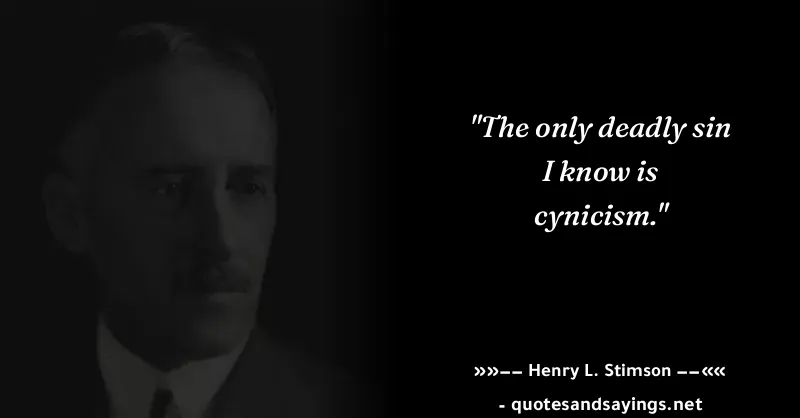 "The only deadly sin
I know is
cynicism."
»»−− Henry L. Stimson −−««
- quotesandsayings.net